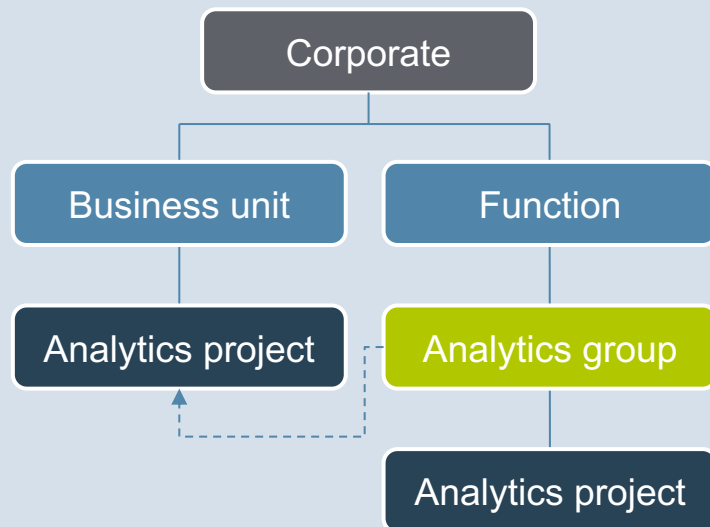 Corporate
Business unit
Function
Analytics project
Analytics group
Analytics project